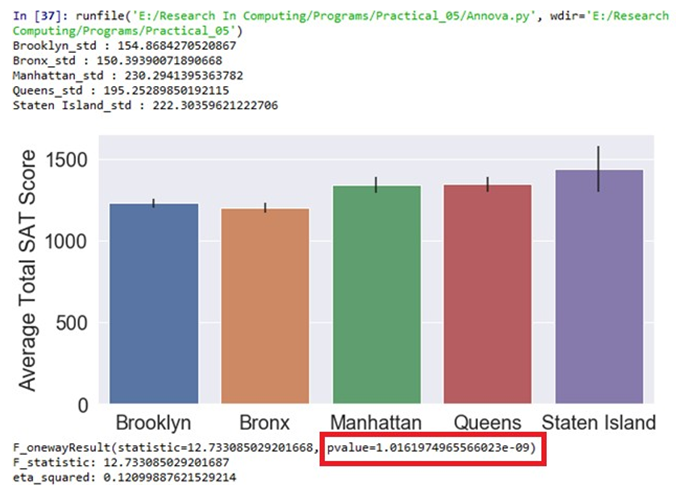 In [37]: runfile('E:/Research In Computing/Programs/Practical_05/Annova.py', wdir='E:/Research
Computing/Programs/Practical_05')
Brooklyn_std : 154.8684270520867
Bronx_std : 150.39390071890668
Manhattan_std : 230.2941395363782
Queens_std : 195.25289850192115
Staten Island_std : 222.30359621222706
Average Total SAT Score
1500
1000
500
0
Brooklyn Bronx Manhattan Queens Staten Island
F_onewayResult(statistic=12.733085029201668, pvalue=1.0161974965566023e-09)
F_statistic: 12.733085029201687
eta_squared: 0.12099887621529214